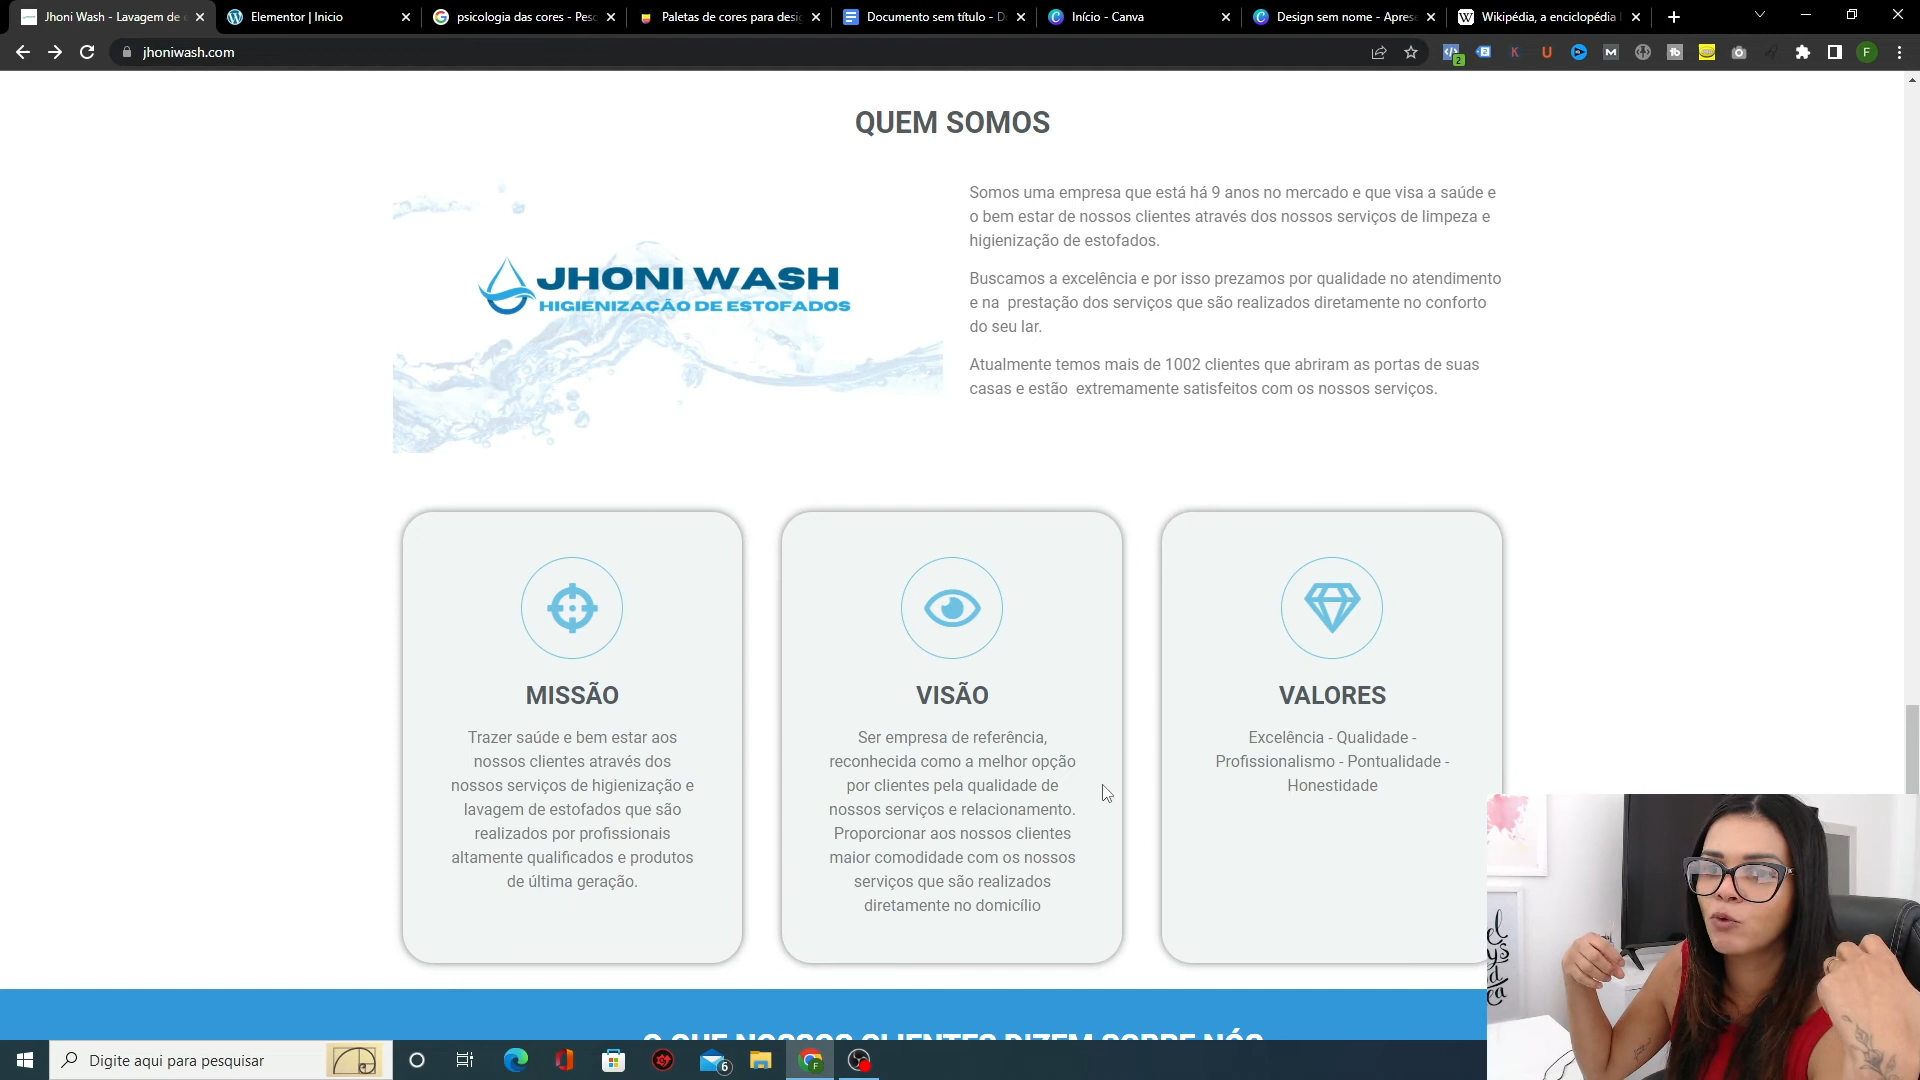 Jhoni Wash - Lavagem de
Elementor | Inicio
psicologia das cores - Pes
Paletas de cores para desi
Documento sem título - D
Início - Canva
Design sem nome - Aprese
Wikipédia, a enciclopédia
jhoniwash.com
QUEM SOMOS
JHONI WASH
HIGIENIZAÇÃO DE ESTOFADOS
Somos uma empresa que está há 9 anos no mercado e que visa a saúde e
o bem estar de nossos clientes através dos nossos serviços de limpeza e
higienização de estofados.
Buscamos a excelência e por isso prezamos por qualidade no atendimento
e na prestação dos serviços que são realizados diretamente no conforto
do seu lar.
Atualmente temos mais de 1002 clientes que abriram as portas de suas
casas e estão extremamente satisfeitos com os nossos serviços.
MISSÃO
Trazer saúde e bem estar aos
nossos clientes através dos
nossos serviços de higienização e
lavagem de estofados que são
realizados por profissionais
altamente qualificados e produtos
de última geração.
VISÃO
Ser empresa de referência,
reconhecida como a melhor opção
por clientes pela qualidade de
nossos serviços e relacionamento.
Proporcionar aos nossos clientes
maior comodidade com os nossos
serviços que são realizados
diretamente no domicílio
VALORES
Excelência - Qualidade -
Profissionalismo - Pontualidade -
Honestidade
O QUE NOSSOS CLIENTES DIZEM SOBRE NÓS
Digite aqui para pesquisar
6